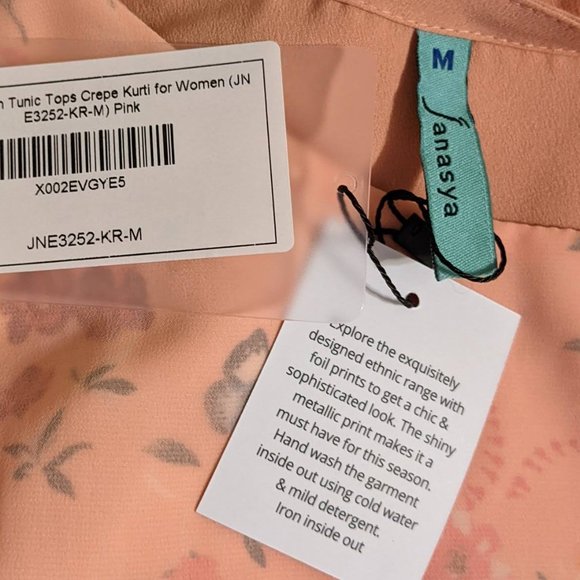 Tunic Tops Crepe Kurti for Women (JN
E3252-KR-M) Pink
X002EVGYE5
JNE3252-KR-M
M
Janasya
Explore the exquisitely
designed ethnic range with
foil prints to get a chic &
sophisticated look. The shiny
metallic print makes it a
must have for this season.
Hand wash the garment
inside out using cold water
& mild detergent.
Iron inside out